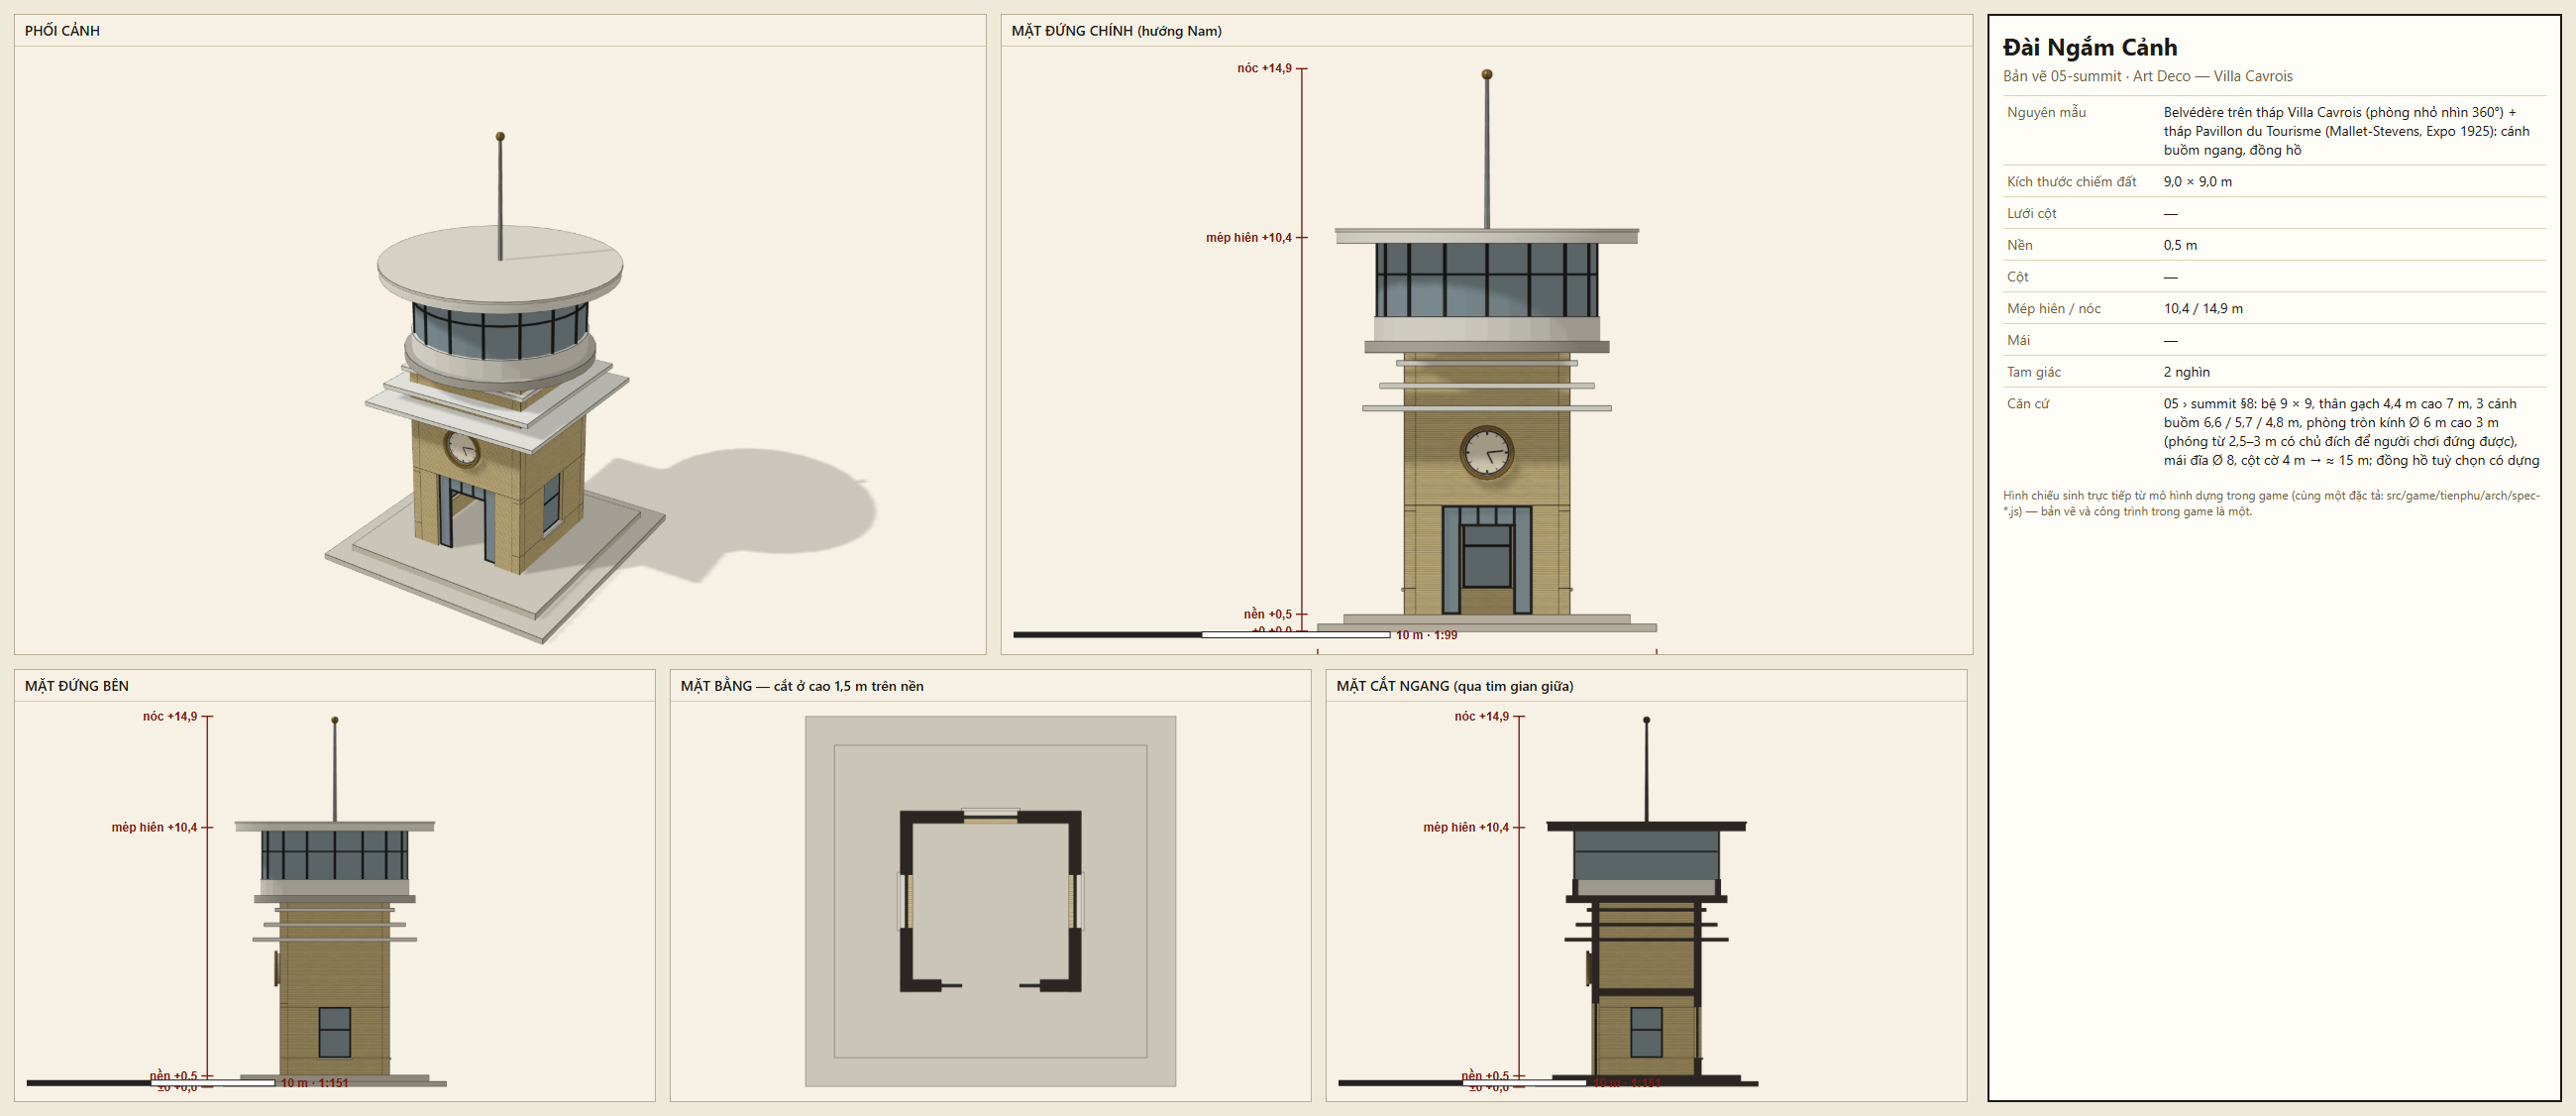 PHỐI CẢNH
MẶT ĐỨNG CHÍNH (hướng Nam)
nóc +14,9
mép hiên +10,4
nền +0,5
±0 +0,0
10 m · 1:99
MẶT ĐỨNG BÊN
nóc +14,9
mép hiên +10,4
nền +0,5
±0 +0,0
10 m · 1:151
MẶT BẰNG — cắt ở cao 1,5 m trên nền
MẶT CẮT NGANG (qua tim gian giữa)
nóc +14,9
mép hiên +10,4
nền +0,5
±0 +0,0
10 m · 1:151
Đài Ngắm Cảnh
Bản vẽ 05-summit · Art Deco — Villa Cavrois
Nguyên mẫu
Belvédère trên tháp Villa Cavrois (phòng nhỏ nhìn 360°) +
tháp Pavillon du Tourisme (Mallet-Stevens, Expo 1925): cánh
buồm ngang, đồng hồ
Kích thước chiếm đất
9,0 × 9,0 m
Lưới cột
—
Nền
0,5 m
Cột
—
Mép hiên / nóc
10,4 / 14,9 m
Mái
—
Tam giác
2 nghìn
Căn cứ
05 › summit §8: bệ 9 × 9, thân gạch 4,4 m cao 7 m, 3 cánh
buồm 6,6 / 5,7 / 4,8 m, phòng tròn kính Ø 6 m cao 3 m
(phóng từ 2,5–3 m có chủ đích để người chơi đứng được),
mái đĩa Ø 8, cột cờ 4 m → ≈ 15 m; đồng hồ tuỳ chọn có dựng
Hình chiếu sinh trực tiếp từ mô hình dựng trong game (cùng một đặc tả: src/game/tienphu/arch/spec-
*.js) — bản vẽ và công trình trong game là một.